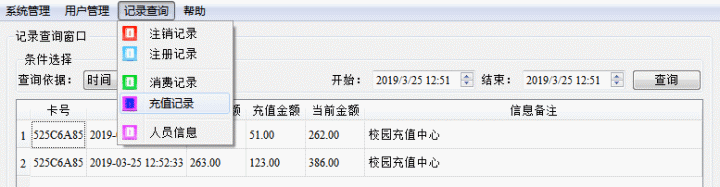 系统管理 用户管理 记录查询 帮助
记录查询窗口 注销记录
条件选择 注册记录
查询依据: 时间 消费记录 开始: 2019/3/25 12:51 结束: 2019/3/25 12:51 查询
充值记录
卡号 额 充值金额 当前金额 信息备注
人员信息
1 525C6A85 2019-0 51.00 262.00 校园充值中心
2 525C6A85 2019-03-25 12:52:33 263.00 123.00 386.00 校园充值中心